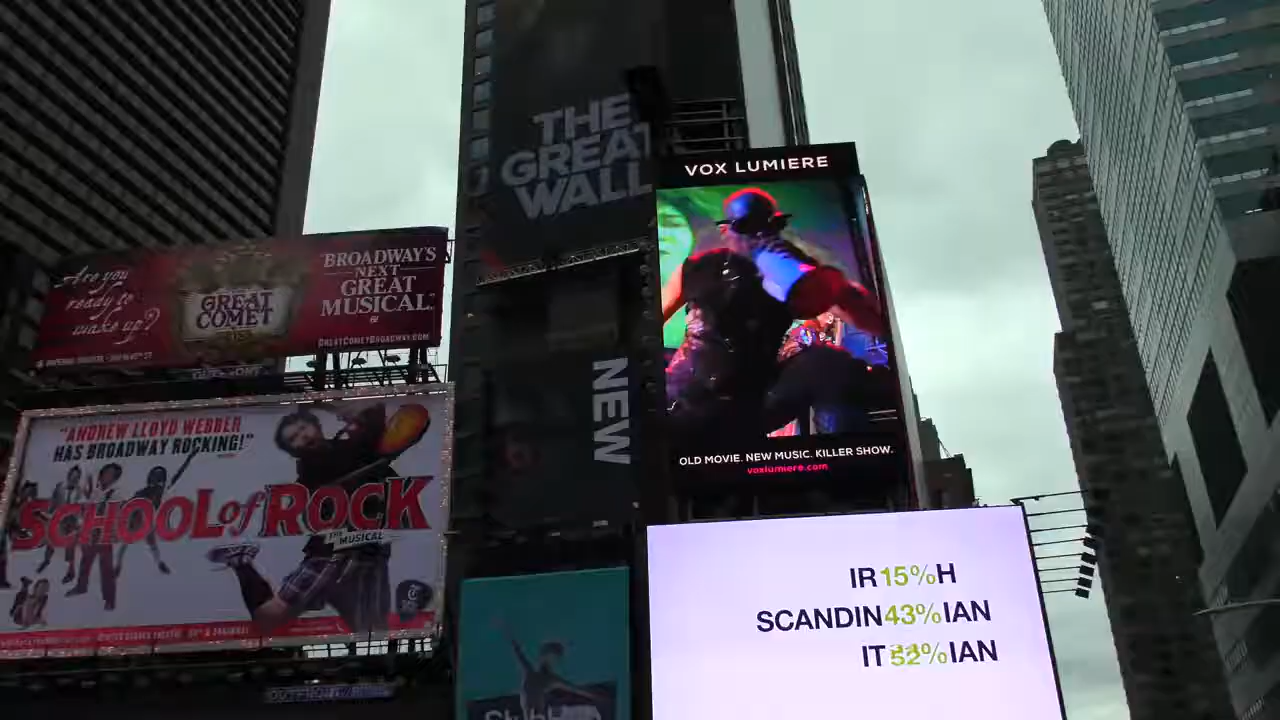 THE
GREAT
WALL
VOX LUMIERE
Are you
ready to
wake up?
GREAT
COMET
BROADWAY'S
NEXT
GREAT
MUSICAL
GREATCOMETBROADWAY.COM
NEW
OLD MOVIE. NEW MUSIC. KILLER SHOW.
voxlumiere.com
"ANDREW LLOYD WEBBER
HAS BROADWAY ROCKING!"
SCHOOL of ROCK
THE MUSICAL
IR15%H
SCANDIN43%IAN
IT%IAN
OUTFRONT/